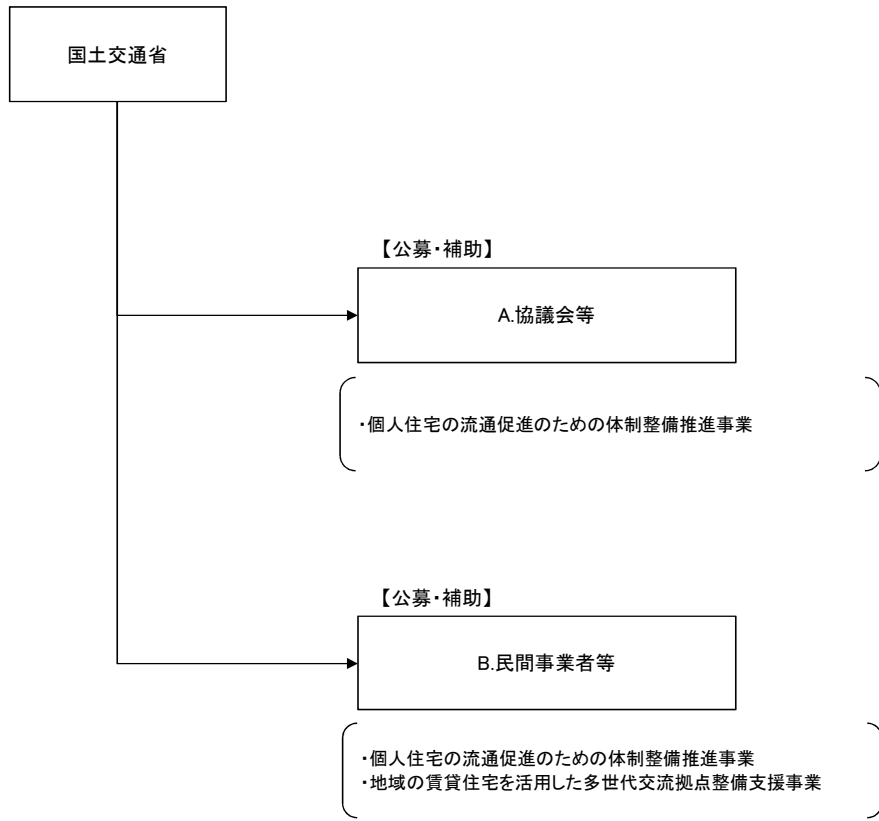 国土交通省
【公募・補助】
A.協議会等
・個人住宅の流通促進のための体制整備推進事業
【公募・補助】
B.民間事業者等
・個人住宅の流通促進のための体制整備推進事業
・地域の賃貸住宅を活用した多世代交流拠点整備支援事業